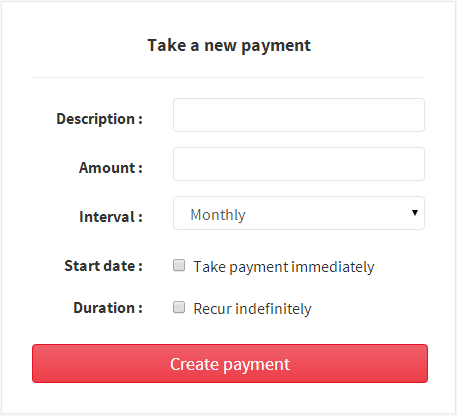 Take a new payment
Description :
Amount :
Interval : Monthly
Start date : Take payment immediately
Duration : Recur indefinitely
Create payment